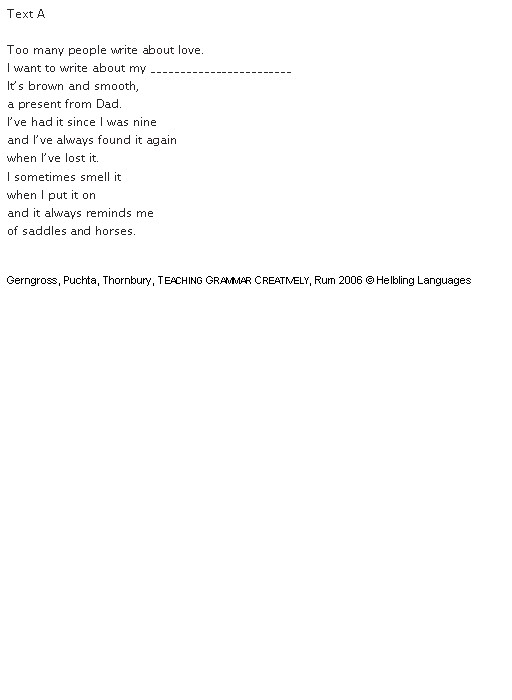 Text A
Too many people write about love.
I want to write about my ________________________
It's brown and smooth,
a present from Dad.
I've had it since I was nine
and I've always found it again
when I've lost it.
I sometimes smell it
when I put it on
and it always reminds me
of saddles and horses.
Gerngross, Puchta, Thornbury, TEACHING GRAMMAR CREATIVELY, Rum 2006 © Helbling Languages